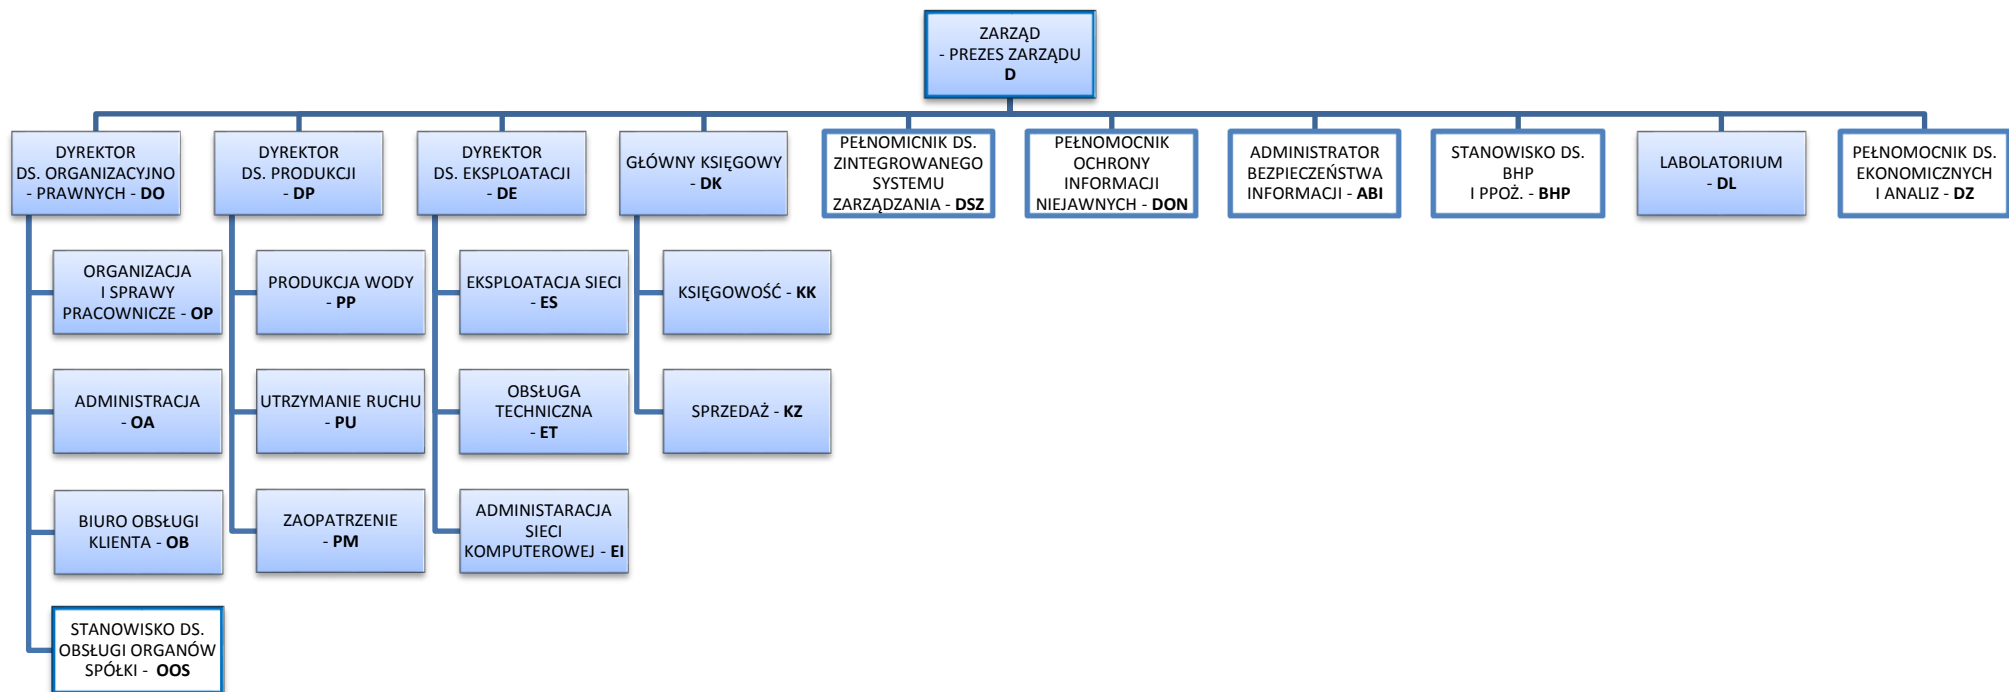 ZARZĄD
- PREZES ZARZĄDU
D
DYREKTOR
DS. ORGANIZACYJNO
- PRAWNYCH - DO
DYREKTOR
DS. PRODUKCJI
- DP
DYREKTOR
DS. EKSPLOATACJI
- DE
GŁÓWNY KSIĘGOWY
- DK
PEŁNOMICNIK DS.
ZINTEGROWANEGO
SYSTEMU
ZARZĄDZANIA - DSZ
PEŁNOMOCNIK
OCHRONY
INFORMACJI
NIEJAWNYCH - DON
ADMINISTRATOR
BEZPIECZEŃSTWA
INFORMACJI - ABI
STANOWISKO DS.
BHP
I PPOŻ. - BHP
LABOLATORIUM
- DL
PEŁNOMOCNIK DS.
EKONOMICZNYCH
I ANALIZ - DZ
ORGANIZACJA
I SPRAWY
PRACOWNICZE - OP
PRODUKCJA WODY
- PP
EKSPLOATACJA SIECI
- ES
KSIĘGOWOŚĆ - KK
ADMINISTRACJA
- OA
UTRZYMANIE RUCHU
- PU
OBSŁUGA
TECHNICZNA
- ET
SPRZEDAŻ - KZ
BIURO OBSŁUGI
KLIENTA - OB
ZAOPATRZENIE
- PM
ADMINISTARACJA
SIECI
KOMPUTEROWEJ - EI
STANOWISKO DS.
OBSŁUGI ORGANÓW
SPÓŁKI - OOS